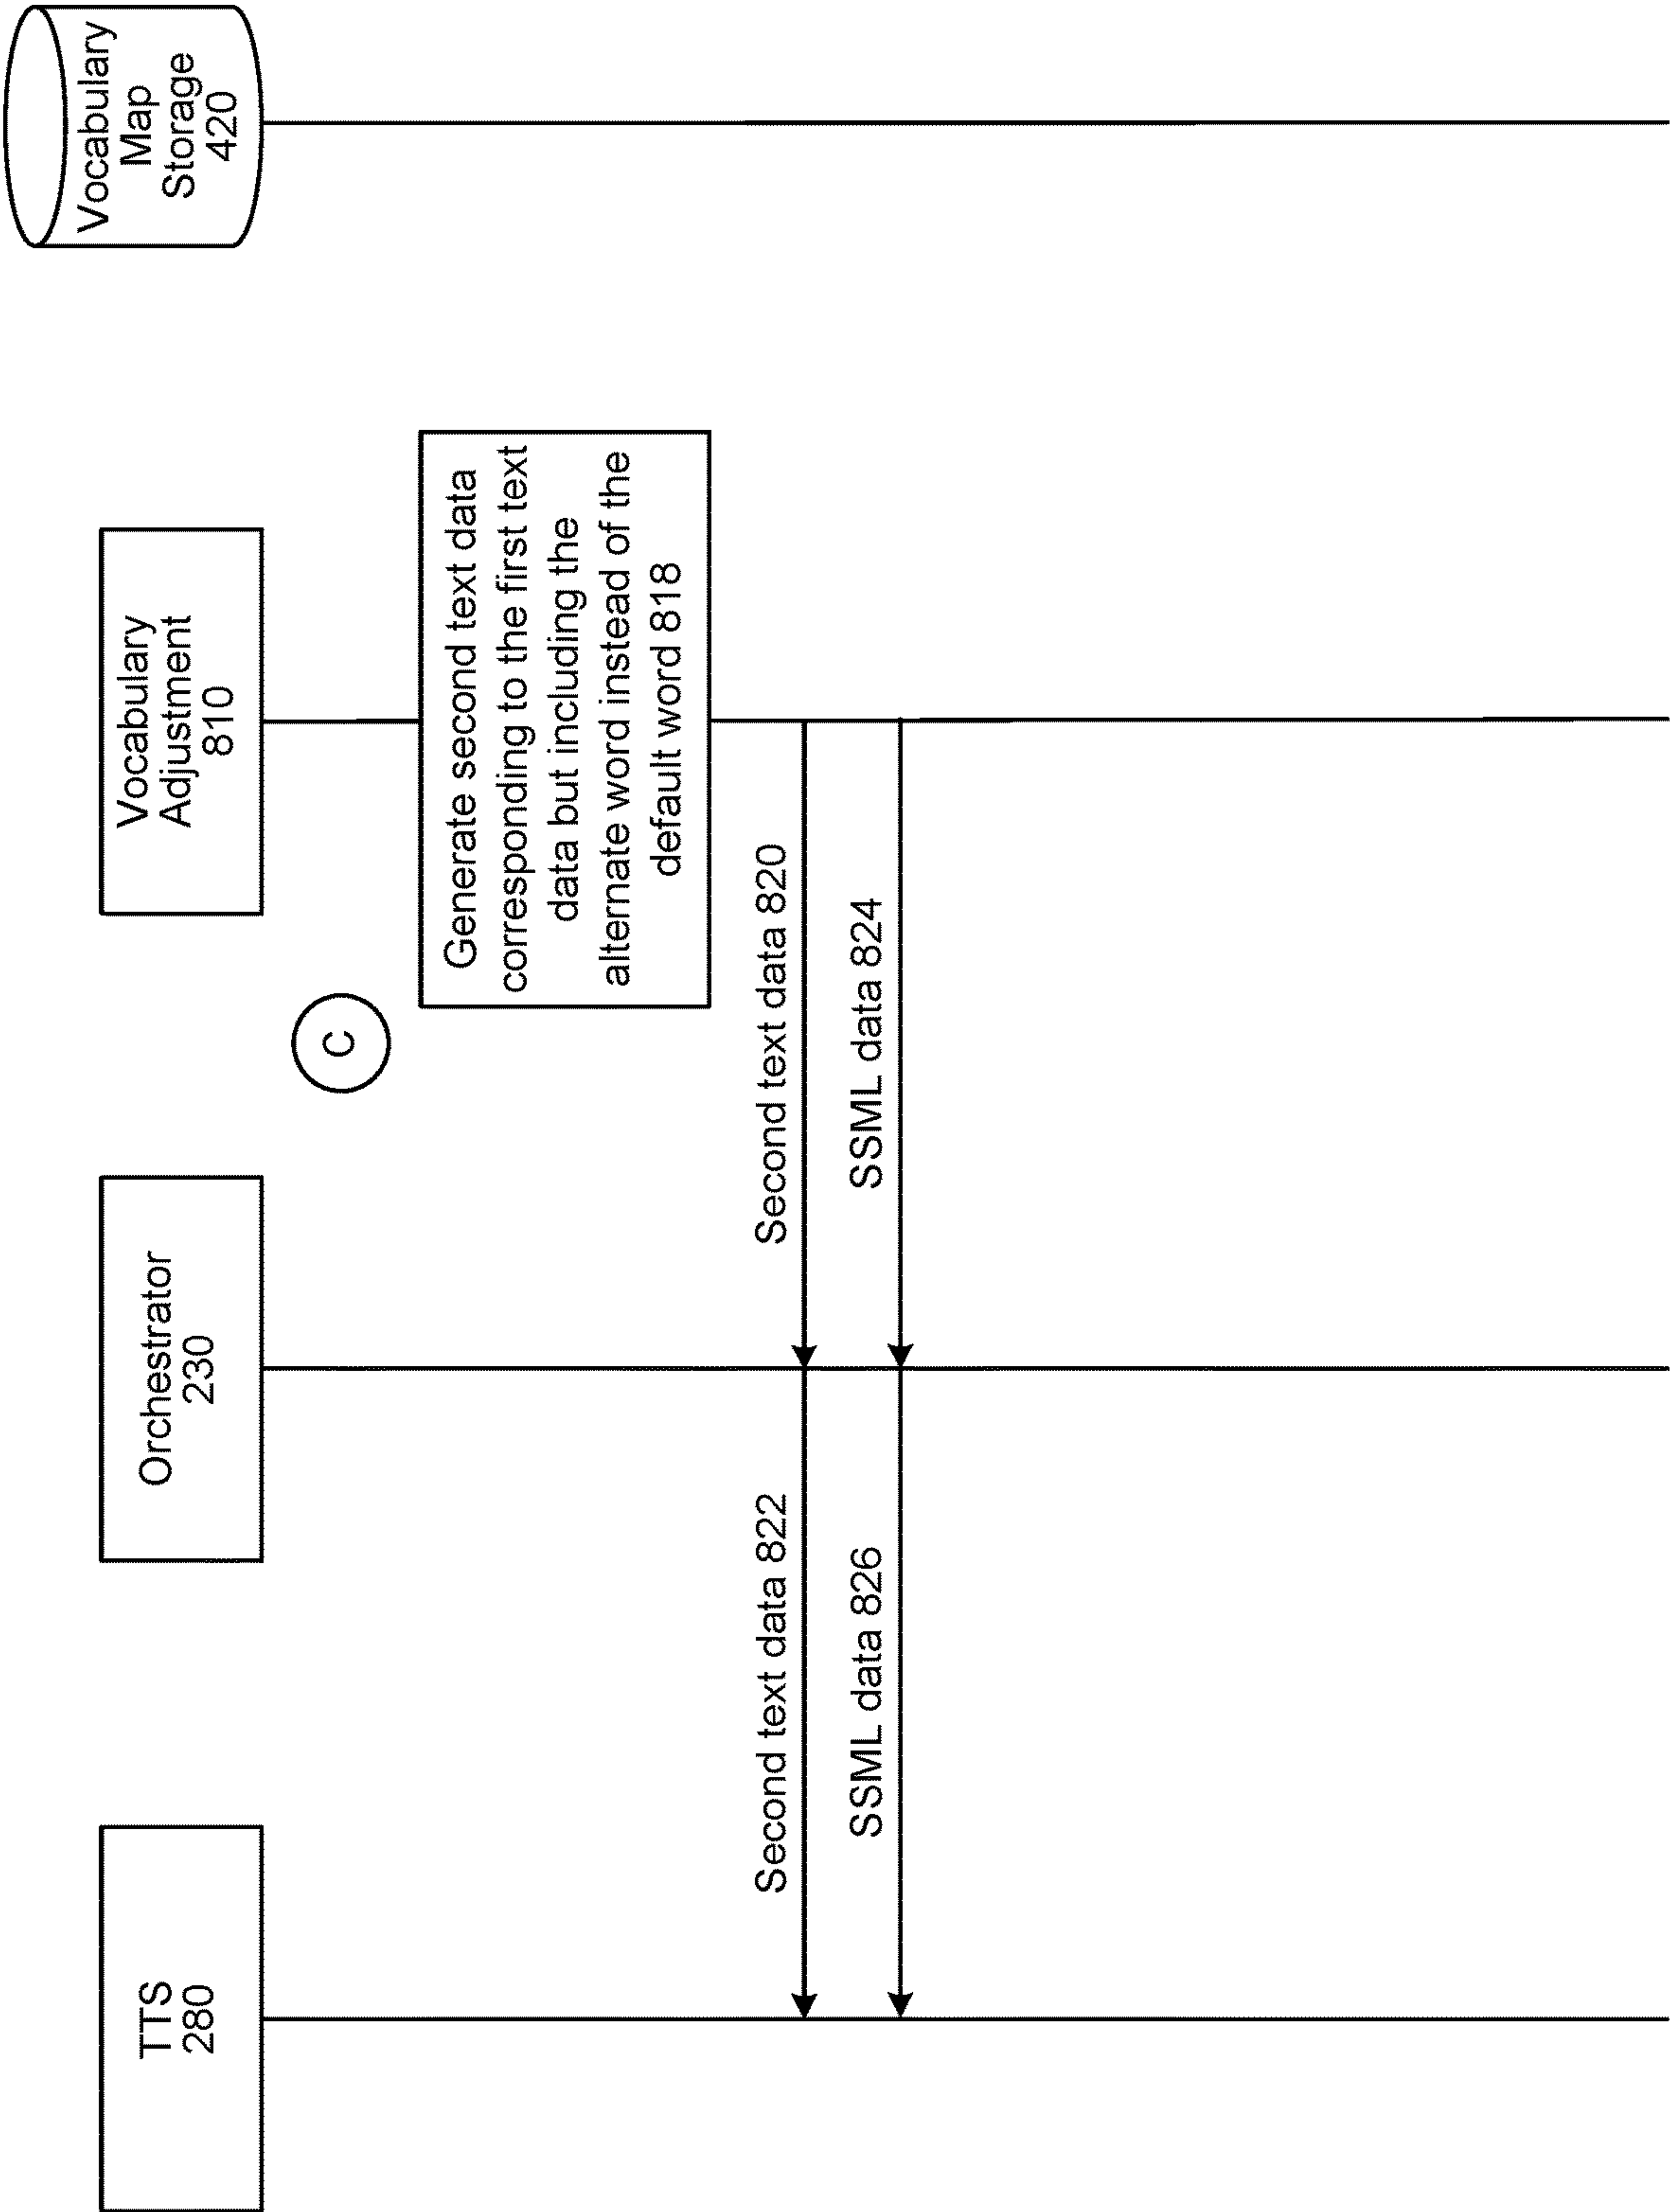 TTS
280
Orchestrator
230
Vocabulary
Adjustment
810
Vocabulary
Map
Storage
420
C
Generate second text data
corresponding to the first text
data but including the
alternate word instead of the
default word 818
Second text data 822
Second text data 820
SSML data 826
SSML data 824